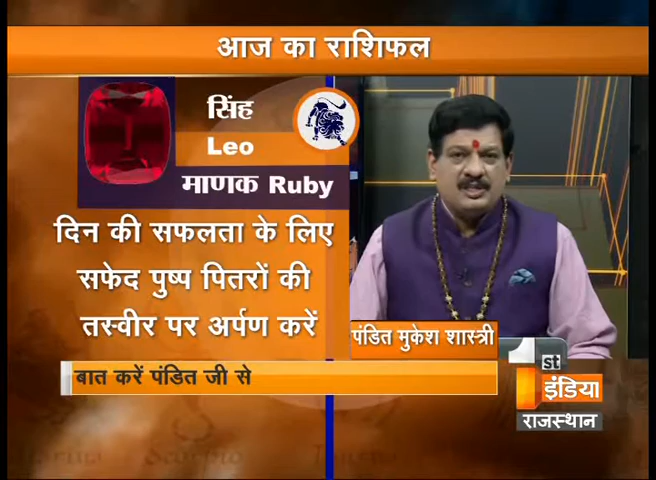 आज का राशिफल
सिंह
Leo
माणक Ruby
दिन की सफलता के लिए
सफेद पुष्प पितरों की
तस्वीर पर अर्पण करें
पंडित मुकेश शास्त्री
बात करें पंडित जी से
1st
इंडिया
राजस्थान